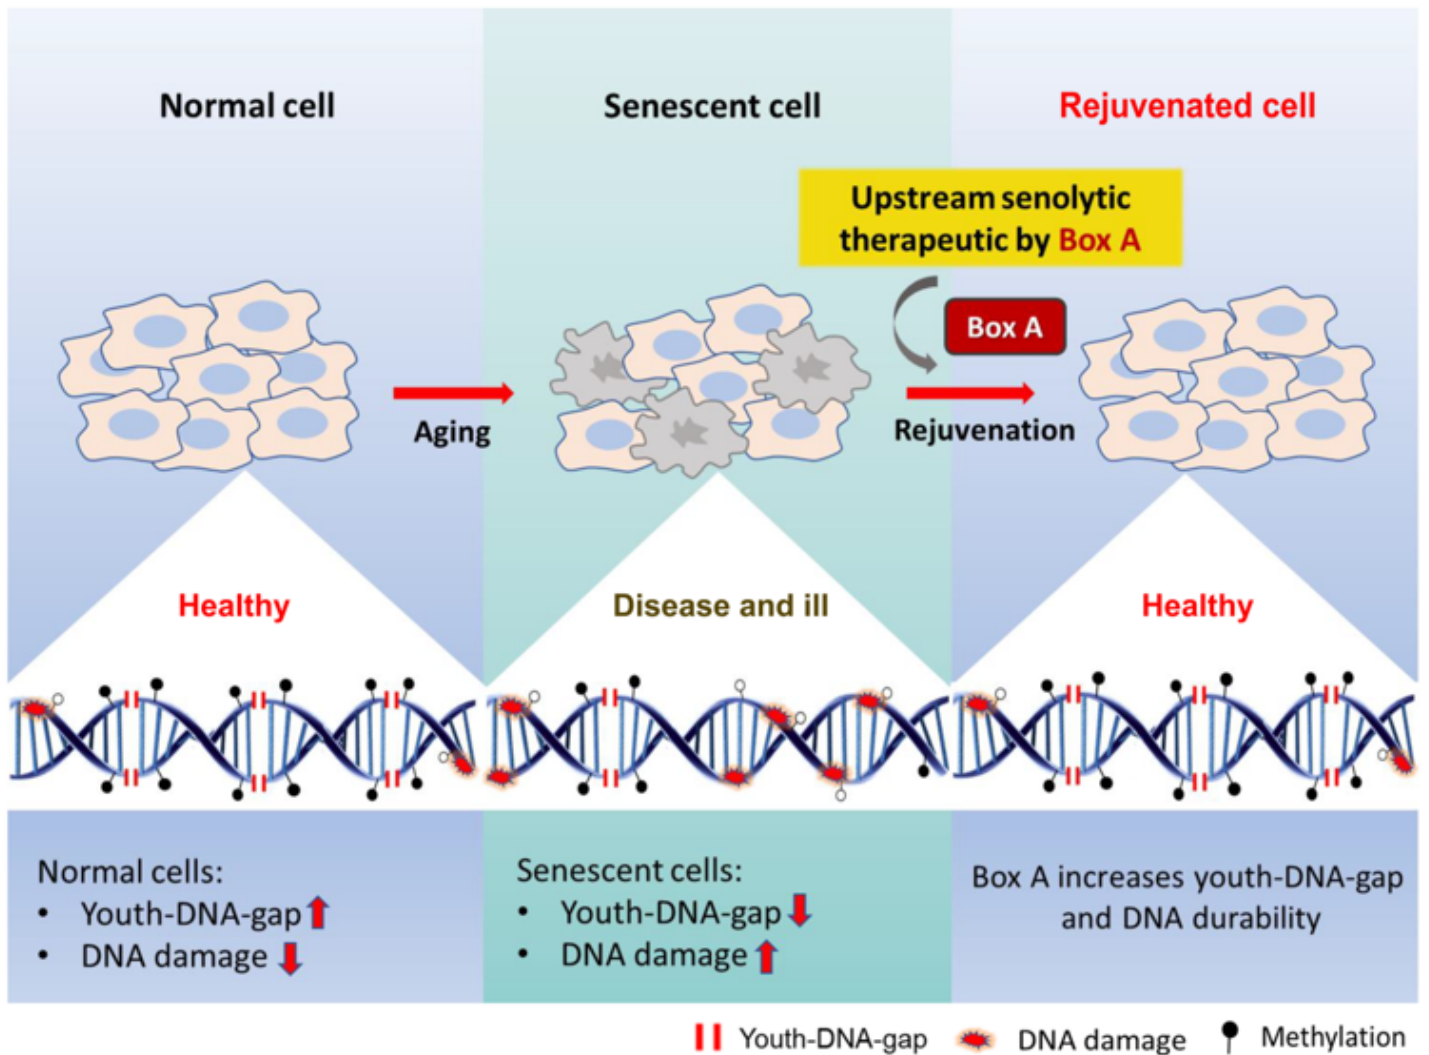 Normal cell
Senescent cell
Rejuvenated cell
Upstream senolytic
therapeutic by Box A
Box A
Aging
Rejuvenation
Healthy
Disease and ill
Healthy
Normal cells:
• Youth-DNA-gap
• DNA damage
Senescent cells:
• Youth-DNA-gap
• DNA damage
Box A increases youth-DNA-gap
and DNA durability
Youth-DNA-gap
DNA damage
Methylation